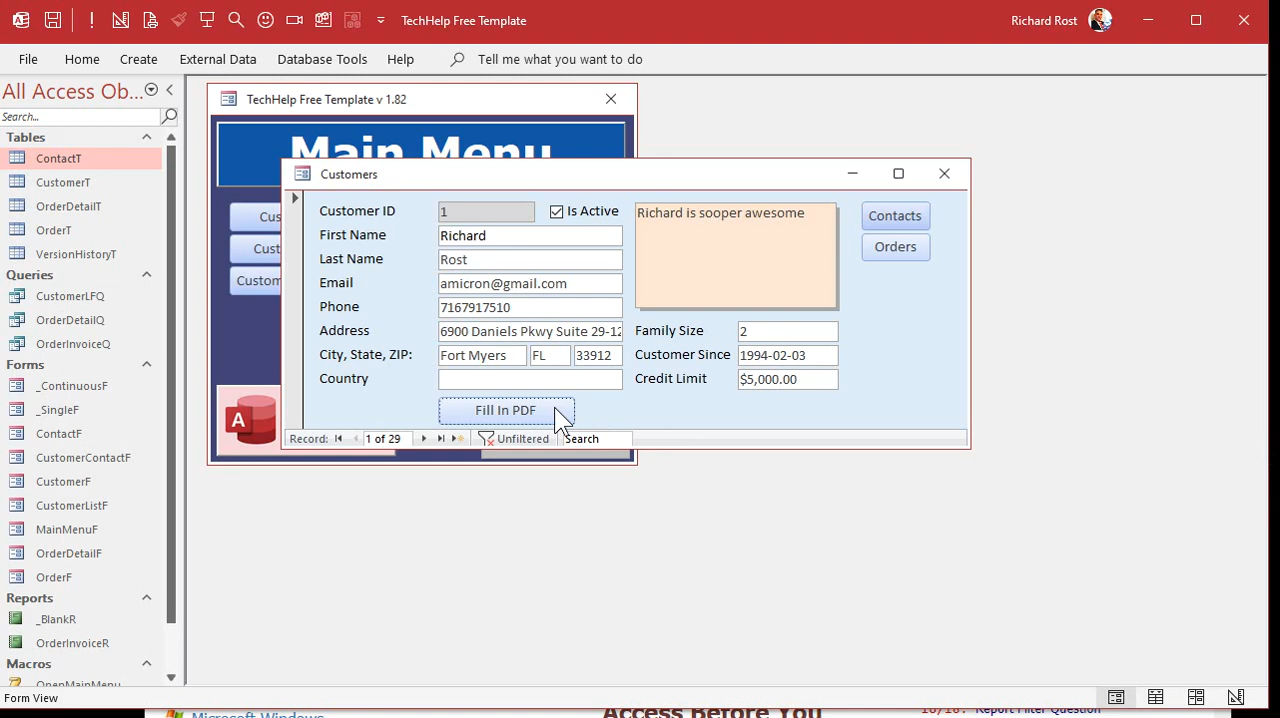 TechHelp Free Template
Richard Rost
File Home Create External Data Database Tools Help Tell me what you want to do
All Access Ob...
Search...
Tables
ContactT
CustomerT
OrderDetailT
OrderT
VersionHistoryT
Queries
CustomerLFQ
OrderDetailQ
OrderInvoiceQ
Forms
_ContinuousF
_SingleF
ContactF
CustomerContactF
CustomerF
CustomerListF
MainMenuF
OrderDetailF
OrderF
Reports
_BlankR
OrderInvoiceR
Macros
OpenMainMenu
TechHelp Free Template v 1.82
Main Menu
Cus
Cust
Custom
A
Customers
Customer ID 1 Is Active
First Name Richard
Last Name Rost
Email amicron@gmail.com
Phone 7167917510
Address 6900 Daniels Pkwy Suite 29-12
City, State, ZIP: Fort Myers FL 33912
Country
Richard is sooper awesome
Family Size 2
Customer Since 1994-02-03
Credit Limit $5,000.00
Contacts
Orders
Fill In PDF
Record: 1 of 29 Unfiltered Search
Form View
Microsoft Windows
Access Before You
Report Filter Question